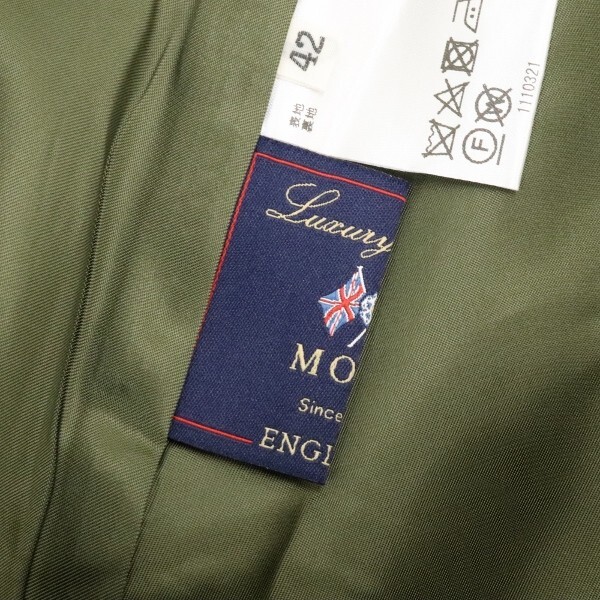 42
表地
裏地
F
W
1110321
Luxury
MO
Since
ENGL